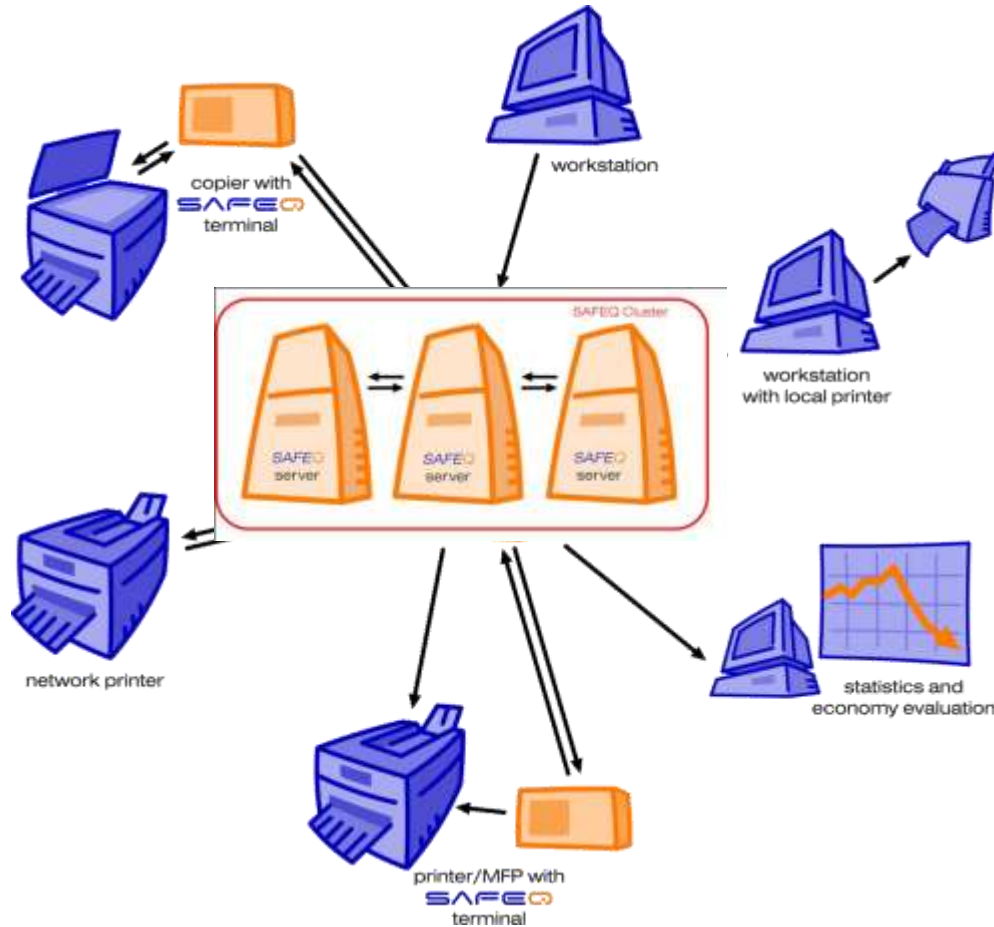 workstation
copier with
SAFEQ
terminal
SAFEQ Cluster
workstation
with local printer
SAFEQ
server
SAFEQ
server
SAFEQ
server
network printer
statistics and
economy evaluation
printer/MFP with
SAFEQ
terminal